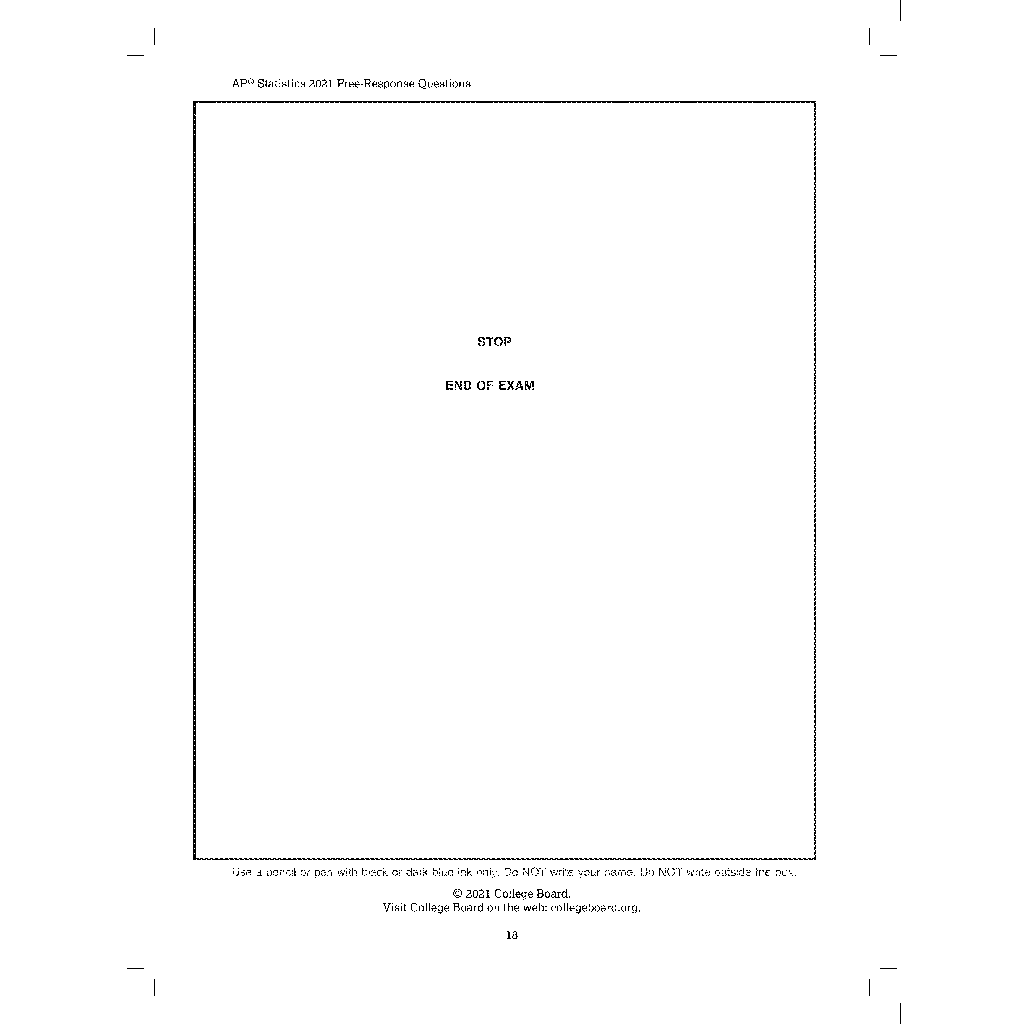 AP® Statistics 2021 Free-Response Questions
STOP
END OF EXAM
Use a pencil or pen with black or dark blue ink only. Do NOT write your name. Do NOT write outside the box.
© 2021 College Board.
Visit College Board on the web: collegeboard.org.
18